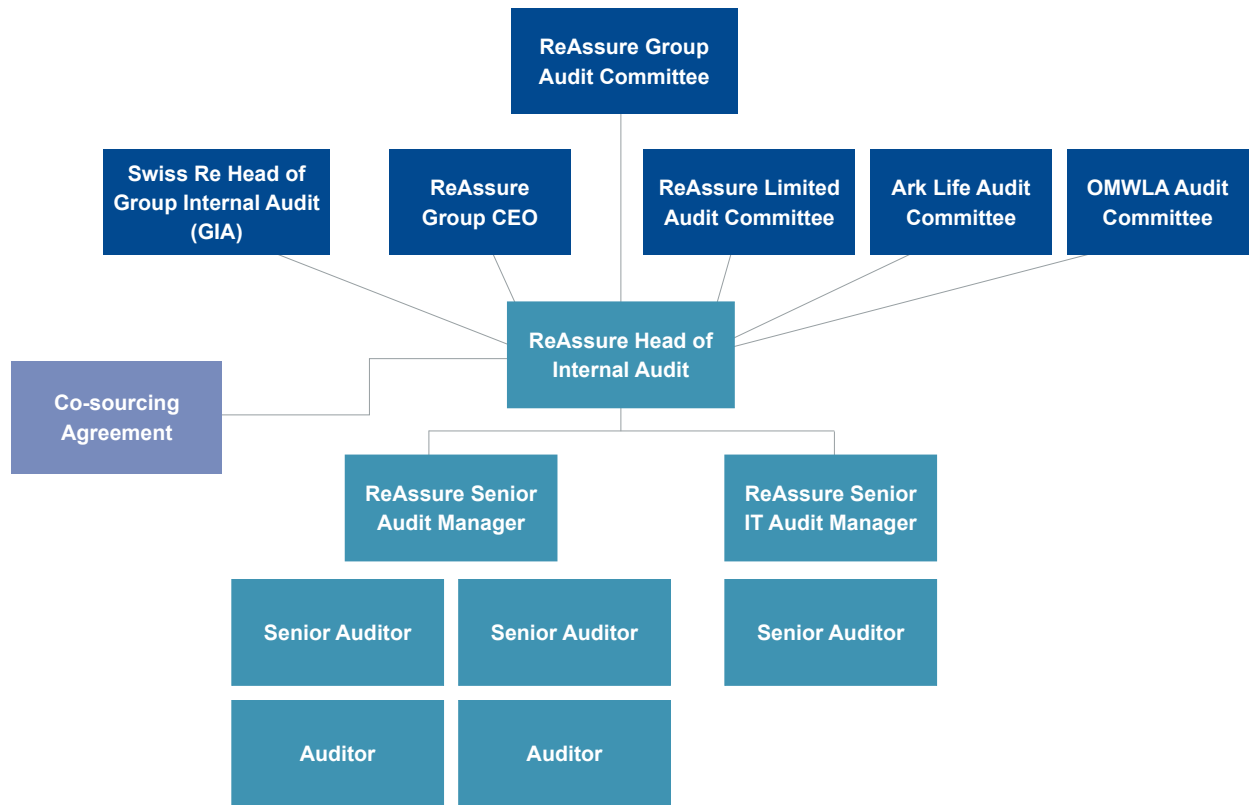 ReAssure Group
Audit Committee
Swiss Re Head of
Group Internal Audit
(GIA)
ReAssure
Group CEO
ReAssure Limited
Audit Committee
Ark Life Audit
Committee
OMWLA Audit
Committee
ReAssure Head of
Internal Audit
Co-sourcing
Agreement
ReAssure Senior
Audit Manager
ReAssure Senior
IT Audit Manager
Senior Auditor
Senior Auditor
Senior Auditor
Auditor
Auditor